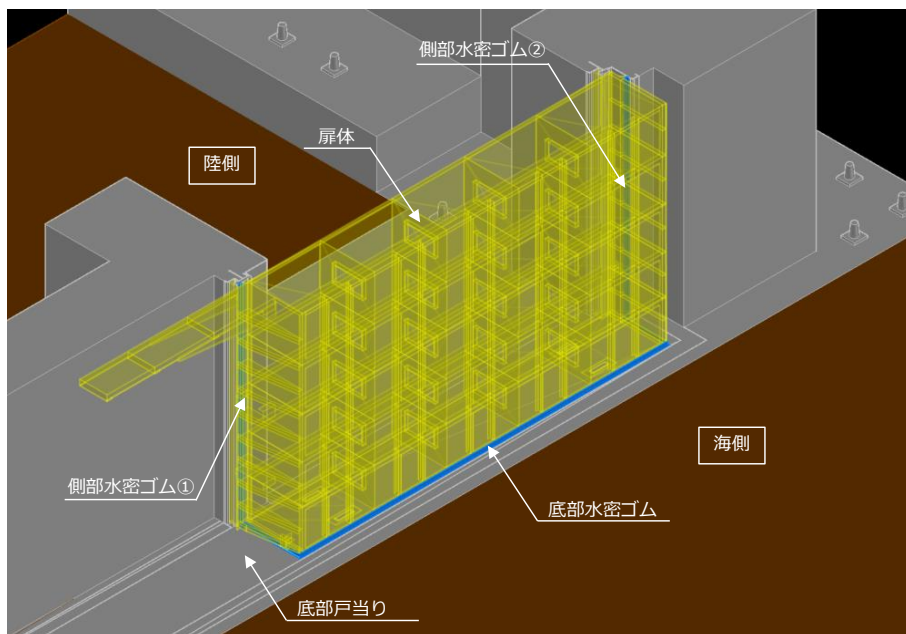 側部水密ゴム②
扉体
陸側
海側
側部水密ゴム①
底部水密ゴム
底部戸当り